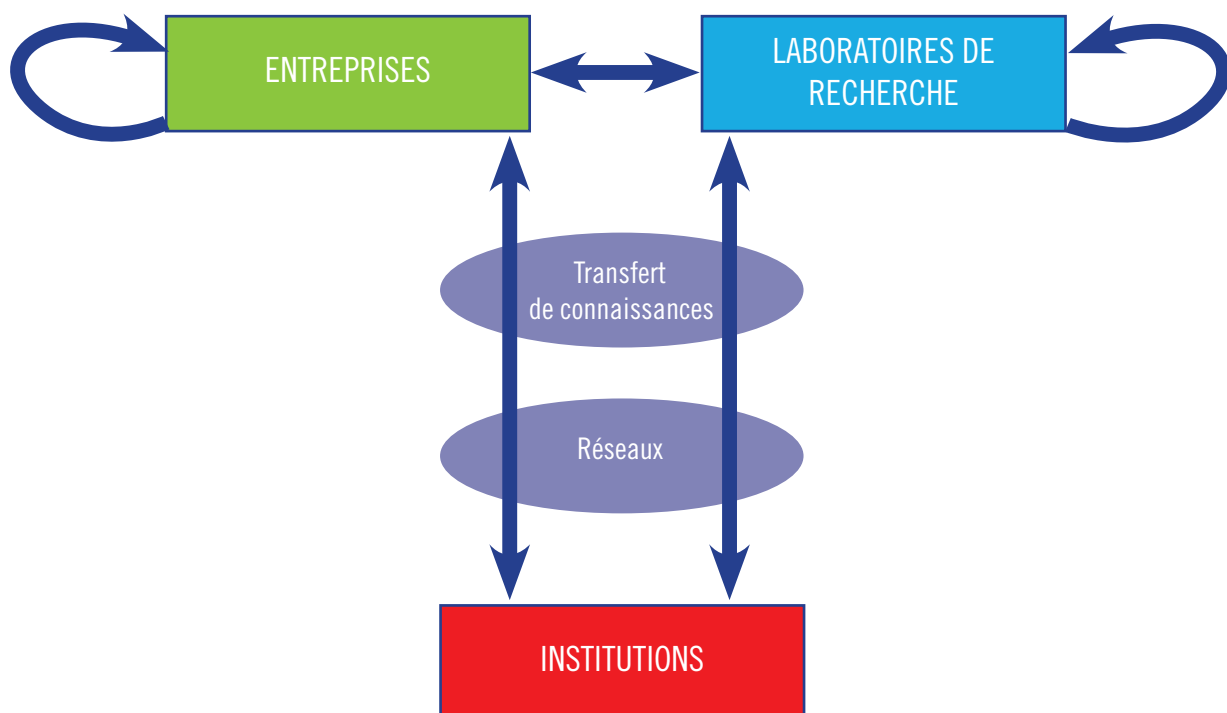 ENTREPRISES
LABORATOIRES DE
RECHERCHE
Transfert
de connaissances
Réseaux
INSTITUTIONS